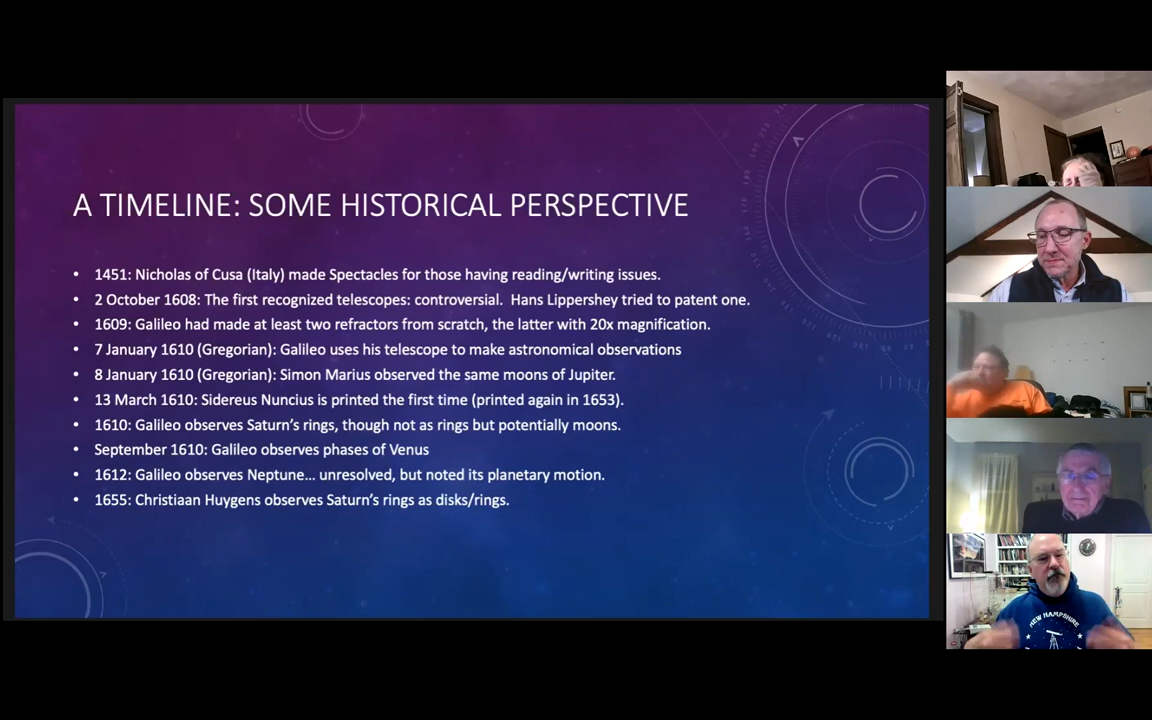 A TIMELINE: SOME HISTORICAL PERSPECTIVE
• 1451: Nicholas of Cusa (Italy) made Spectacles for those having reading/writing issues.
• 2 October 1608: The first recognized telescopes: controversial. Hans Lippershey tried to patent one.
• 1609: Galileo had made at least two refractors from scratch, the latter with 20x magnification.
• 7 January 1610 (Gregorian): Galileo uses his telescope to make astronomical observations
• 8 January 1610 (Gregorian): Simon Marius observed the same moons of Jupiter.
• 13 March 1610: Sidereus Nuncius is printed the first time (printed again in 1653).
• 1610: Galileo observes Saturn’s rings, though not as rings but potentially moons.
• September 1610: Galileo observes phases of Venus
• 1612: Galileo observes Neptune… unresolved, but noted its planetary motion.
• 1655: Christiaan Huygens observes Saturn’s rings as disks/rings.
NEW HAMPSHIRE